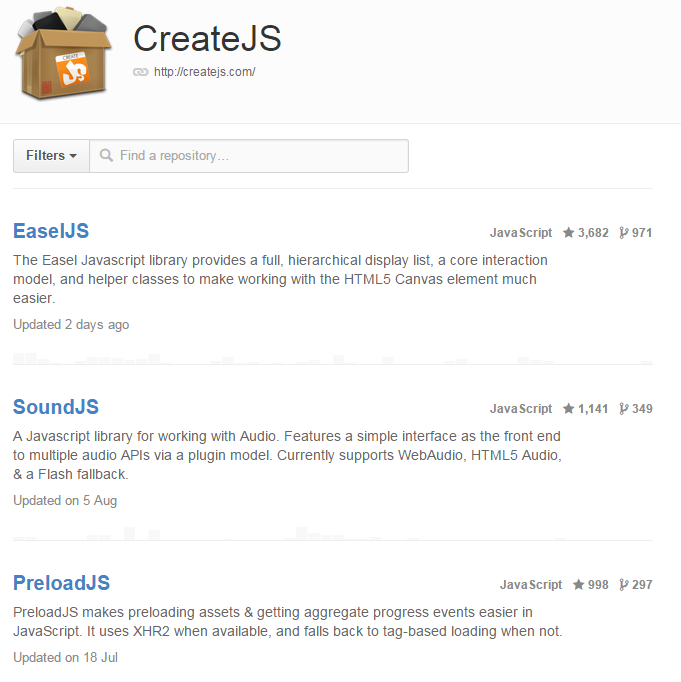 CREATE
JS
CreateJS
http://createjs.com/
Filters
Find a repository...
EaselJS
JavaScript 3,682 971
The Easel Javascript library provides a full, hierarchical display list, a core interaction
model, and helper classes to make working with the HTML5 Canvas element much
easier.
Updated 2 days ago
SoundJS
JavaScript 1,141 349
A Javascript library for working with Audio. Features a simple interface as the front end
to multiple audio APIs via a plugin model. Currently supports WebAudio, HTML5 Audio,
& a Flash fallback.
Updated on 5 Aug
PreloadJS
JavaScript 998 297
PreloadJS makes preloading assets & getting aggregate progress events easier in
JavaScript. It uses XHR2 when available, and falls back to tag-based loading when not.
Updated on 18 Jul